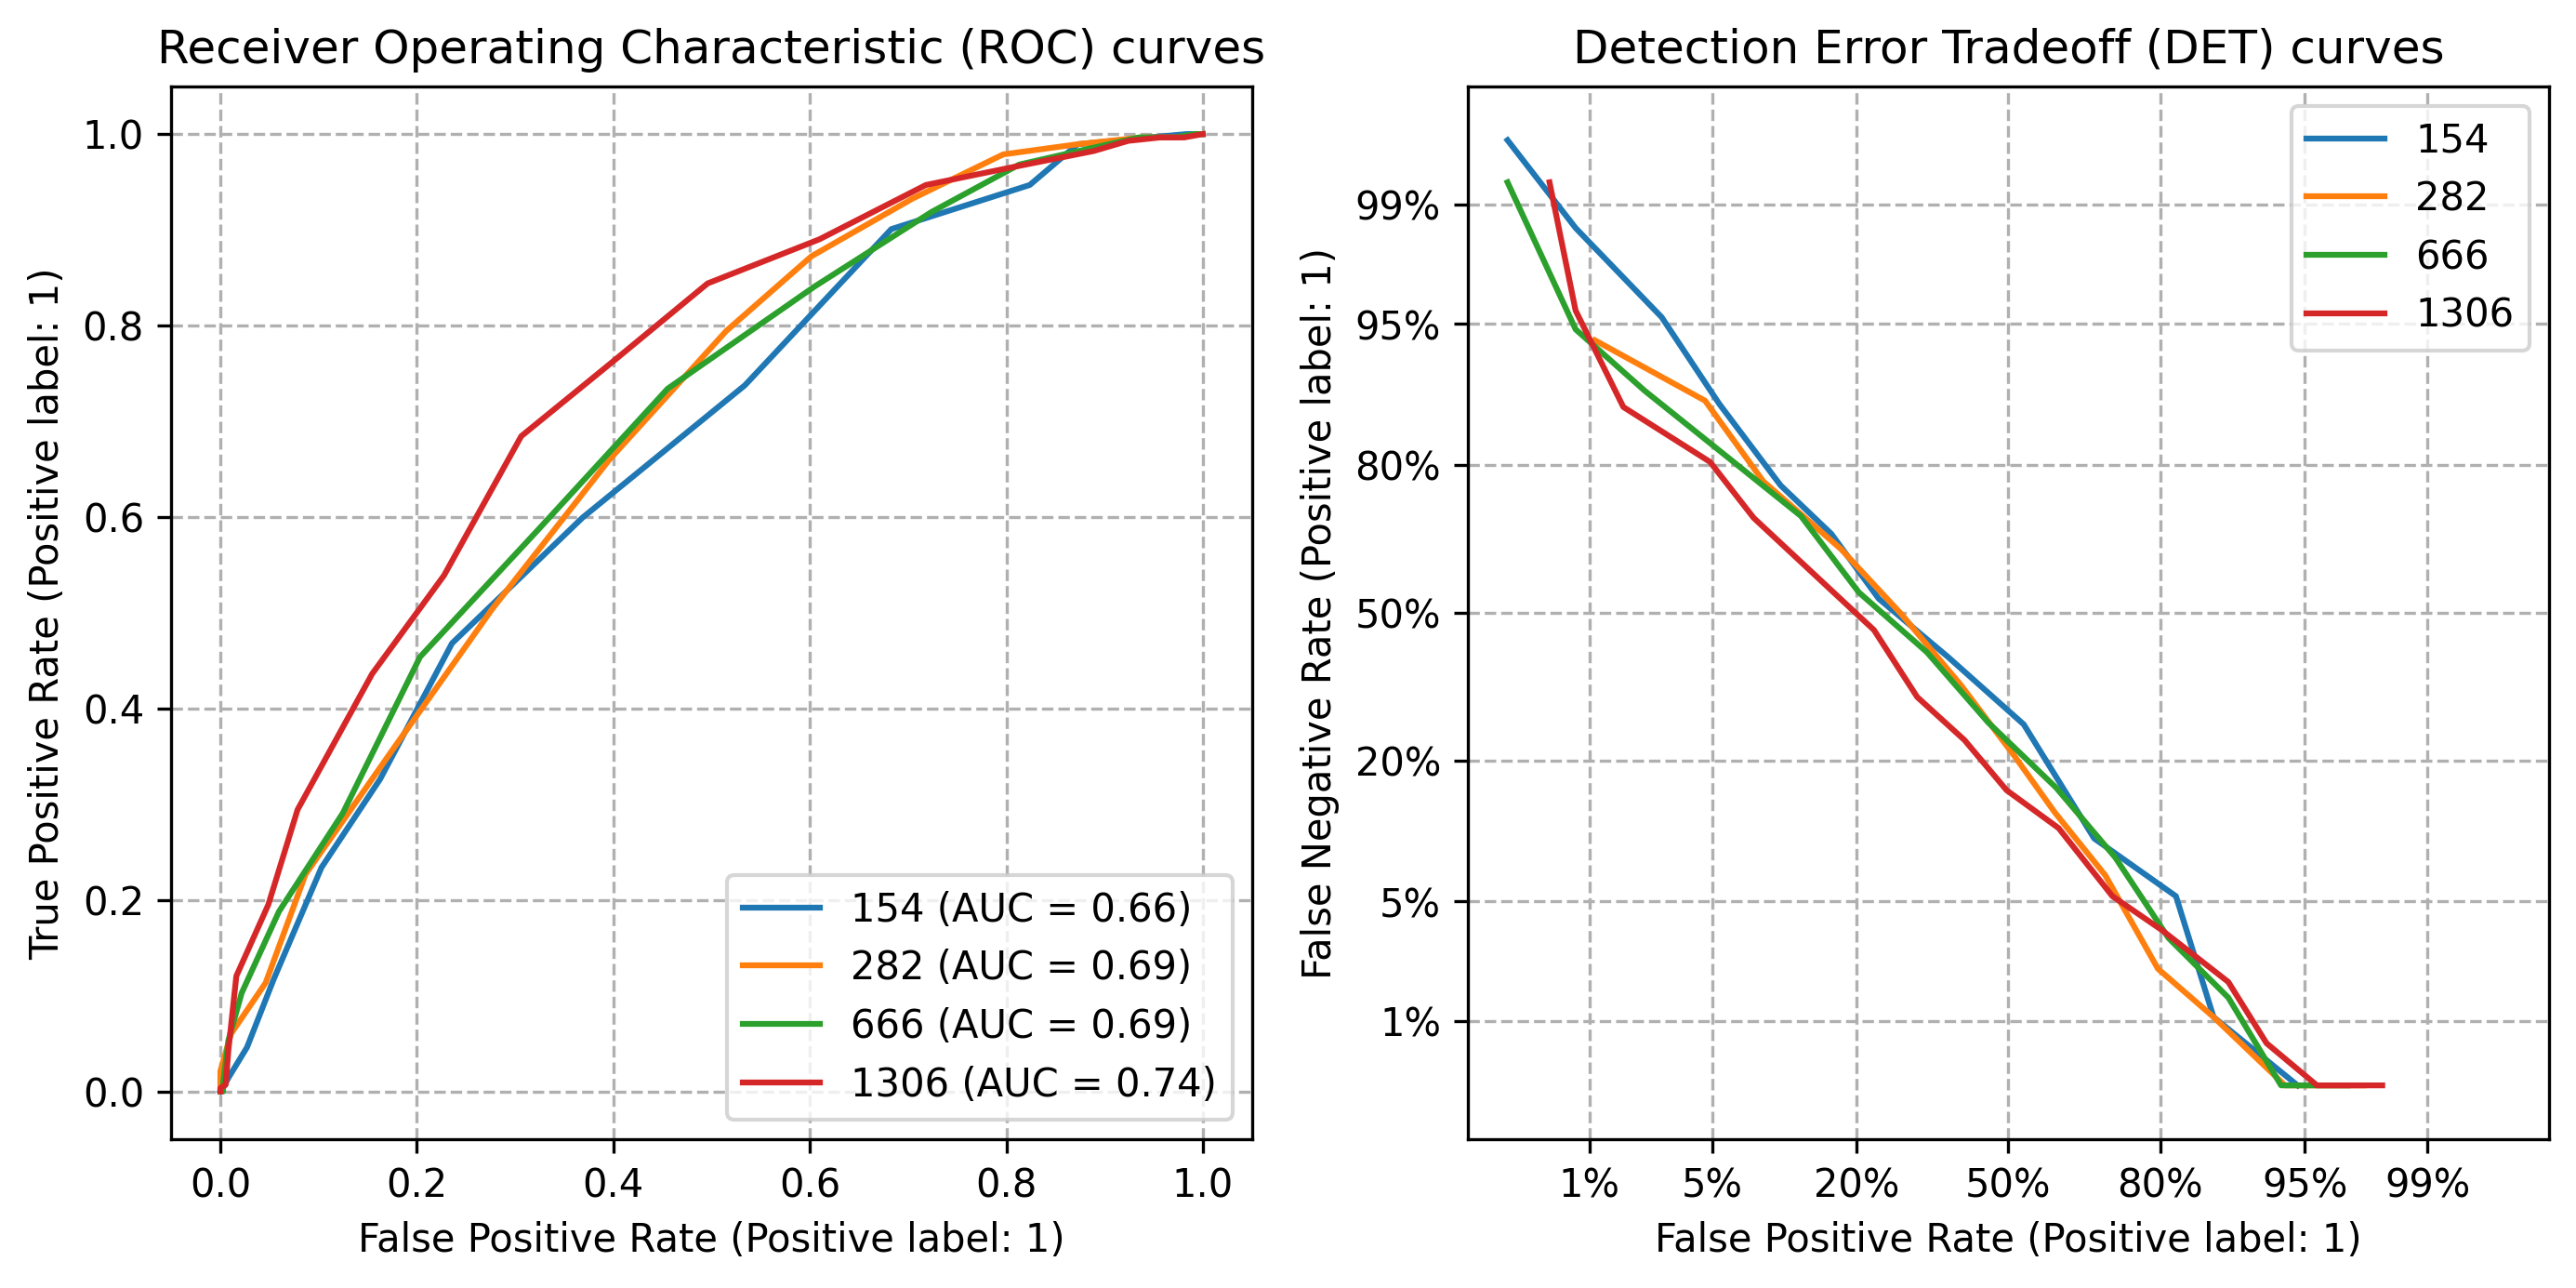 Receiver Operating Characteristic (ROC) curves
True Positive Rate (Positive label: 1)
1.0
0.8
0.6
0.4
0.2
0.0
154 (AUC = 0.66)
282 (AUC = 0.69)
666 (AUC = 0.69)
1306 (AUC = 0.74)
0.0 0.2 0.4 0.6 0.8 1.0
False Positive Rate (Positive label: 1)
Detection Error Tradeoff (DET) curves
False Negative Rate (Positive label: 1)
99%
95%
80%
50%
20%
5%
1%
154
282
666
1306
1% 5% 20% 50% 80% 95% 99%
False Positive Rate (Positive label: 1)